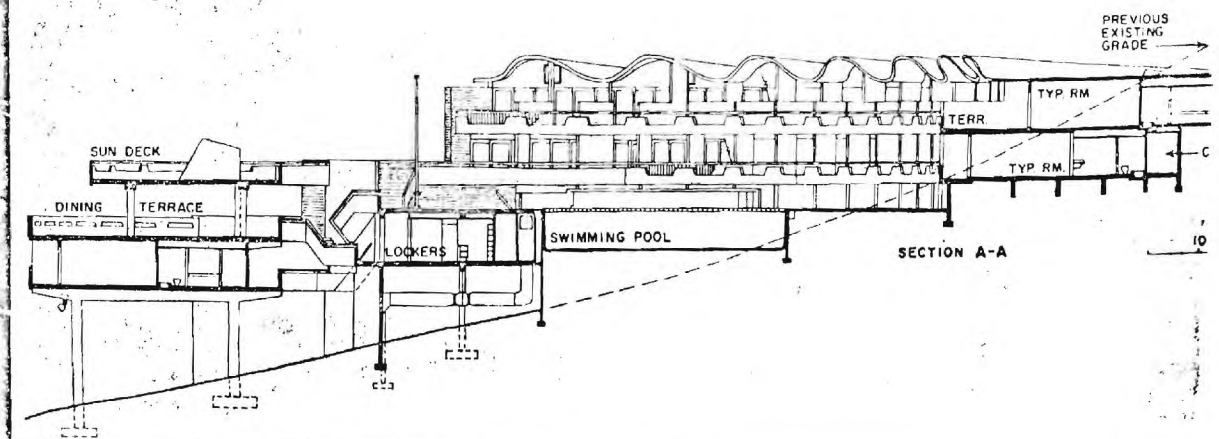 PREVIOUS
EXISTING
GRADE
TYP. RM
TERR.
SUN DECK
TYP. RM.
C
DINING TERRACE
LOCKERS
SWIMMING POOL
SECTION A-A
10